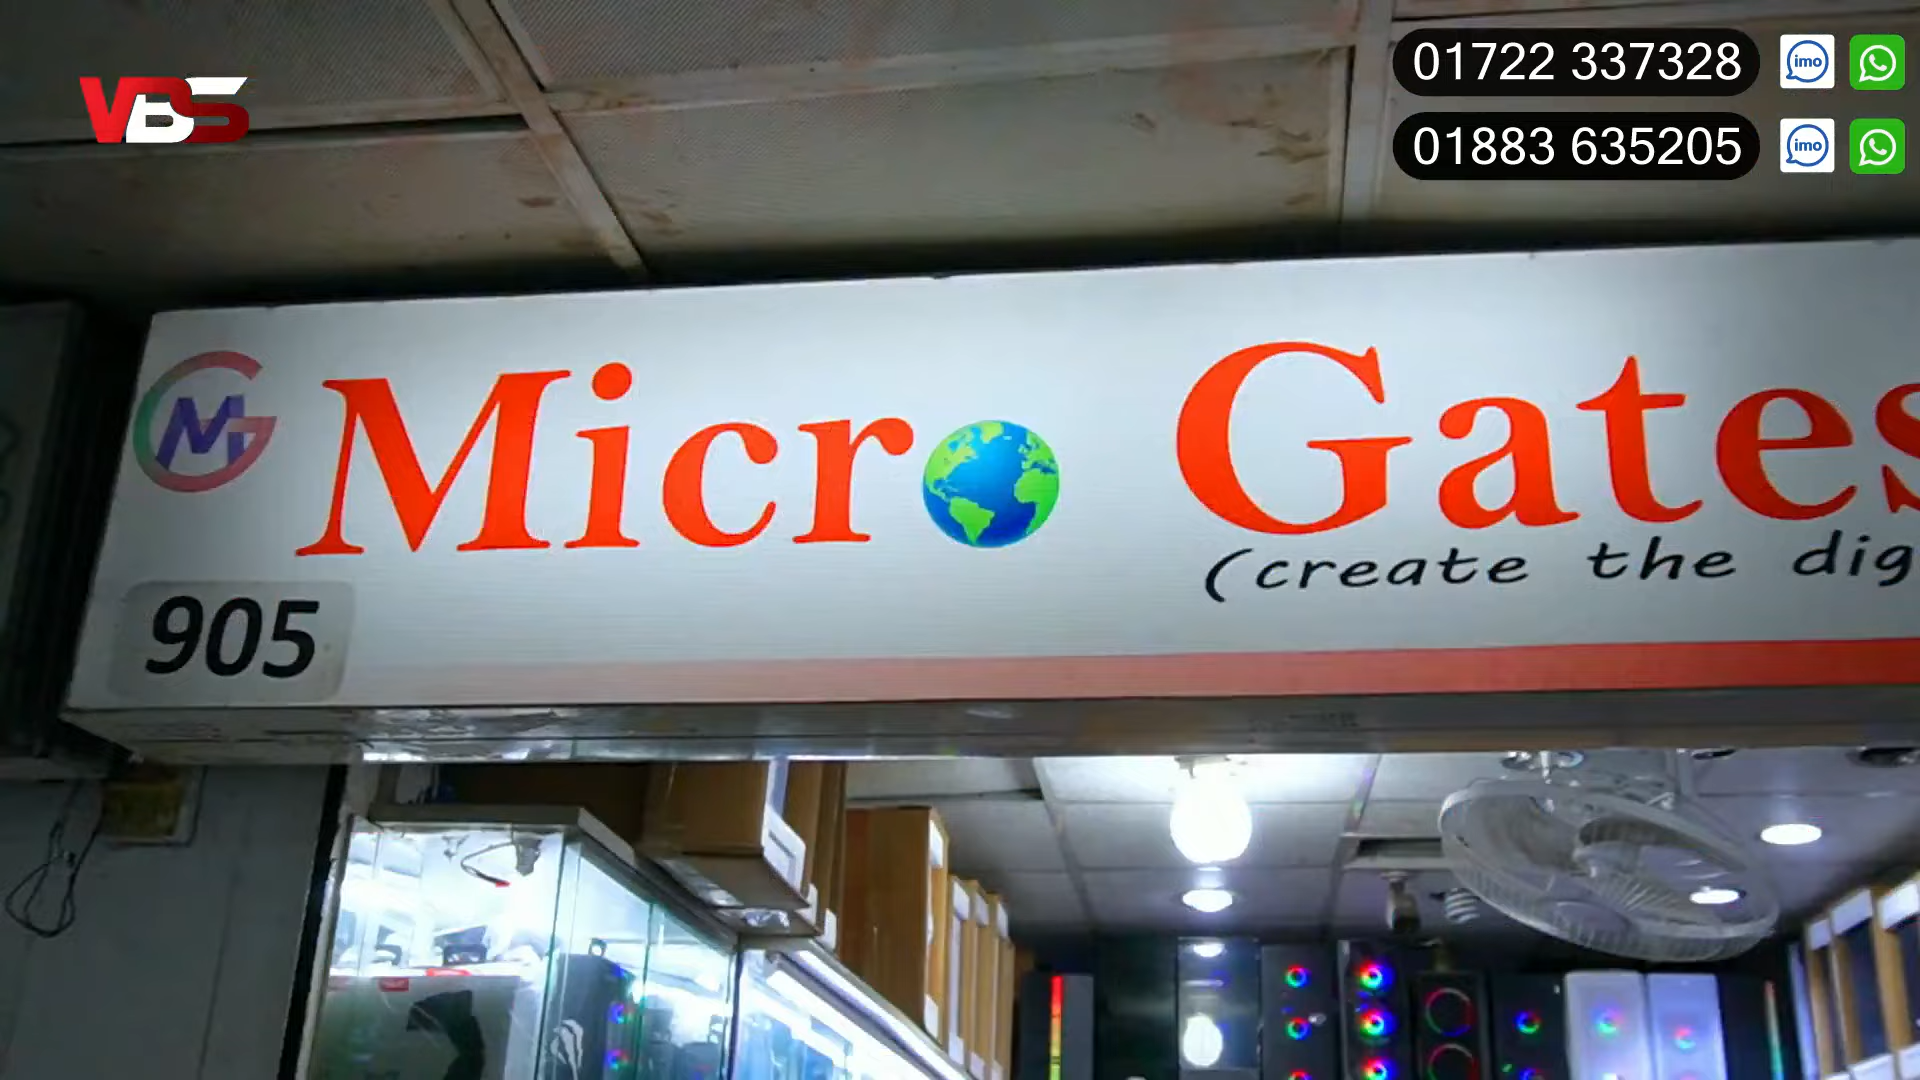 VBS
01722 337328 imo
01883 635205 imo
MG
Micro Gates
(create the dig
905